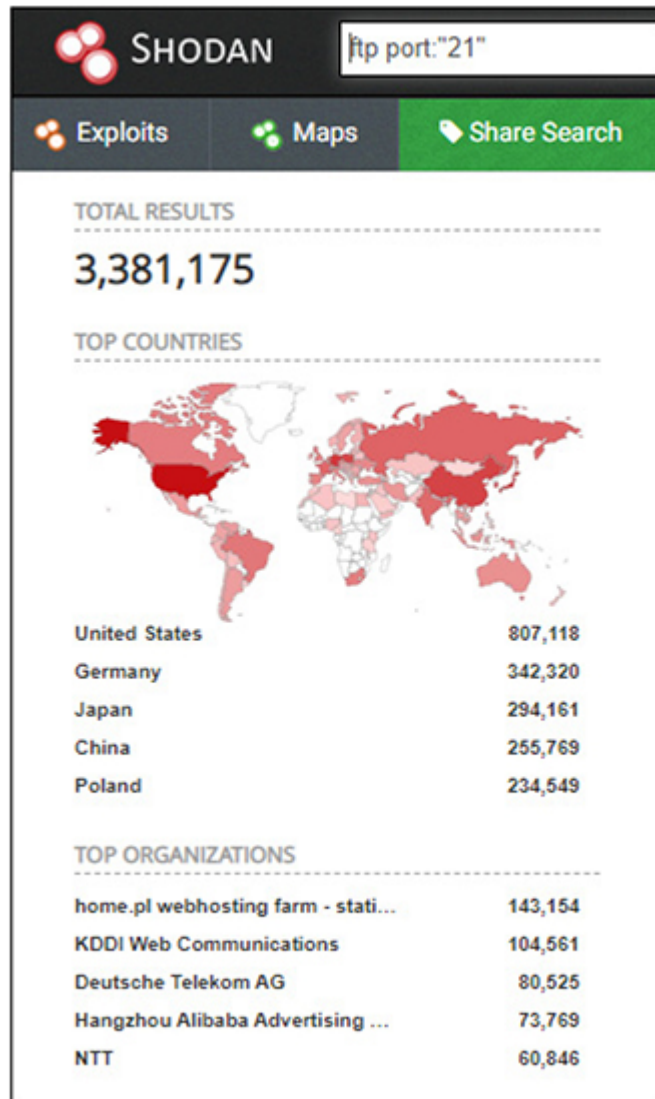 SHODAN
ftp port:"21"
Exploits
Maps
Share Search
TOTAL RESULTS
3,381,175
TOP COUNTRIES
United States 807,118
Germany 342,320
Japan 294,161
China 255,769
Poland 234,549
TOP ORGANIZATIONS
home.pl webhosting farm - stati... 143,154
KDDI Web Communications 104,561
Deutsche Telekom AG 80,525
Hangzhou Alibaba Advertising ... 73,769
NTT 60,846